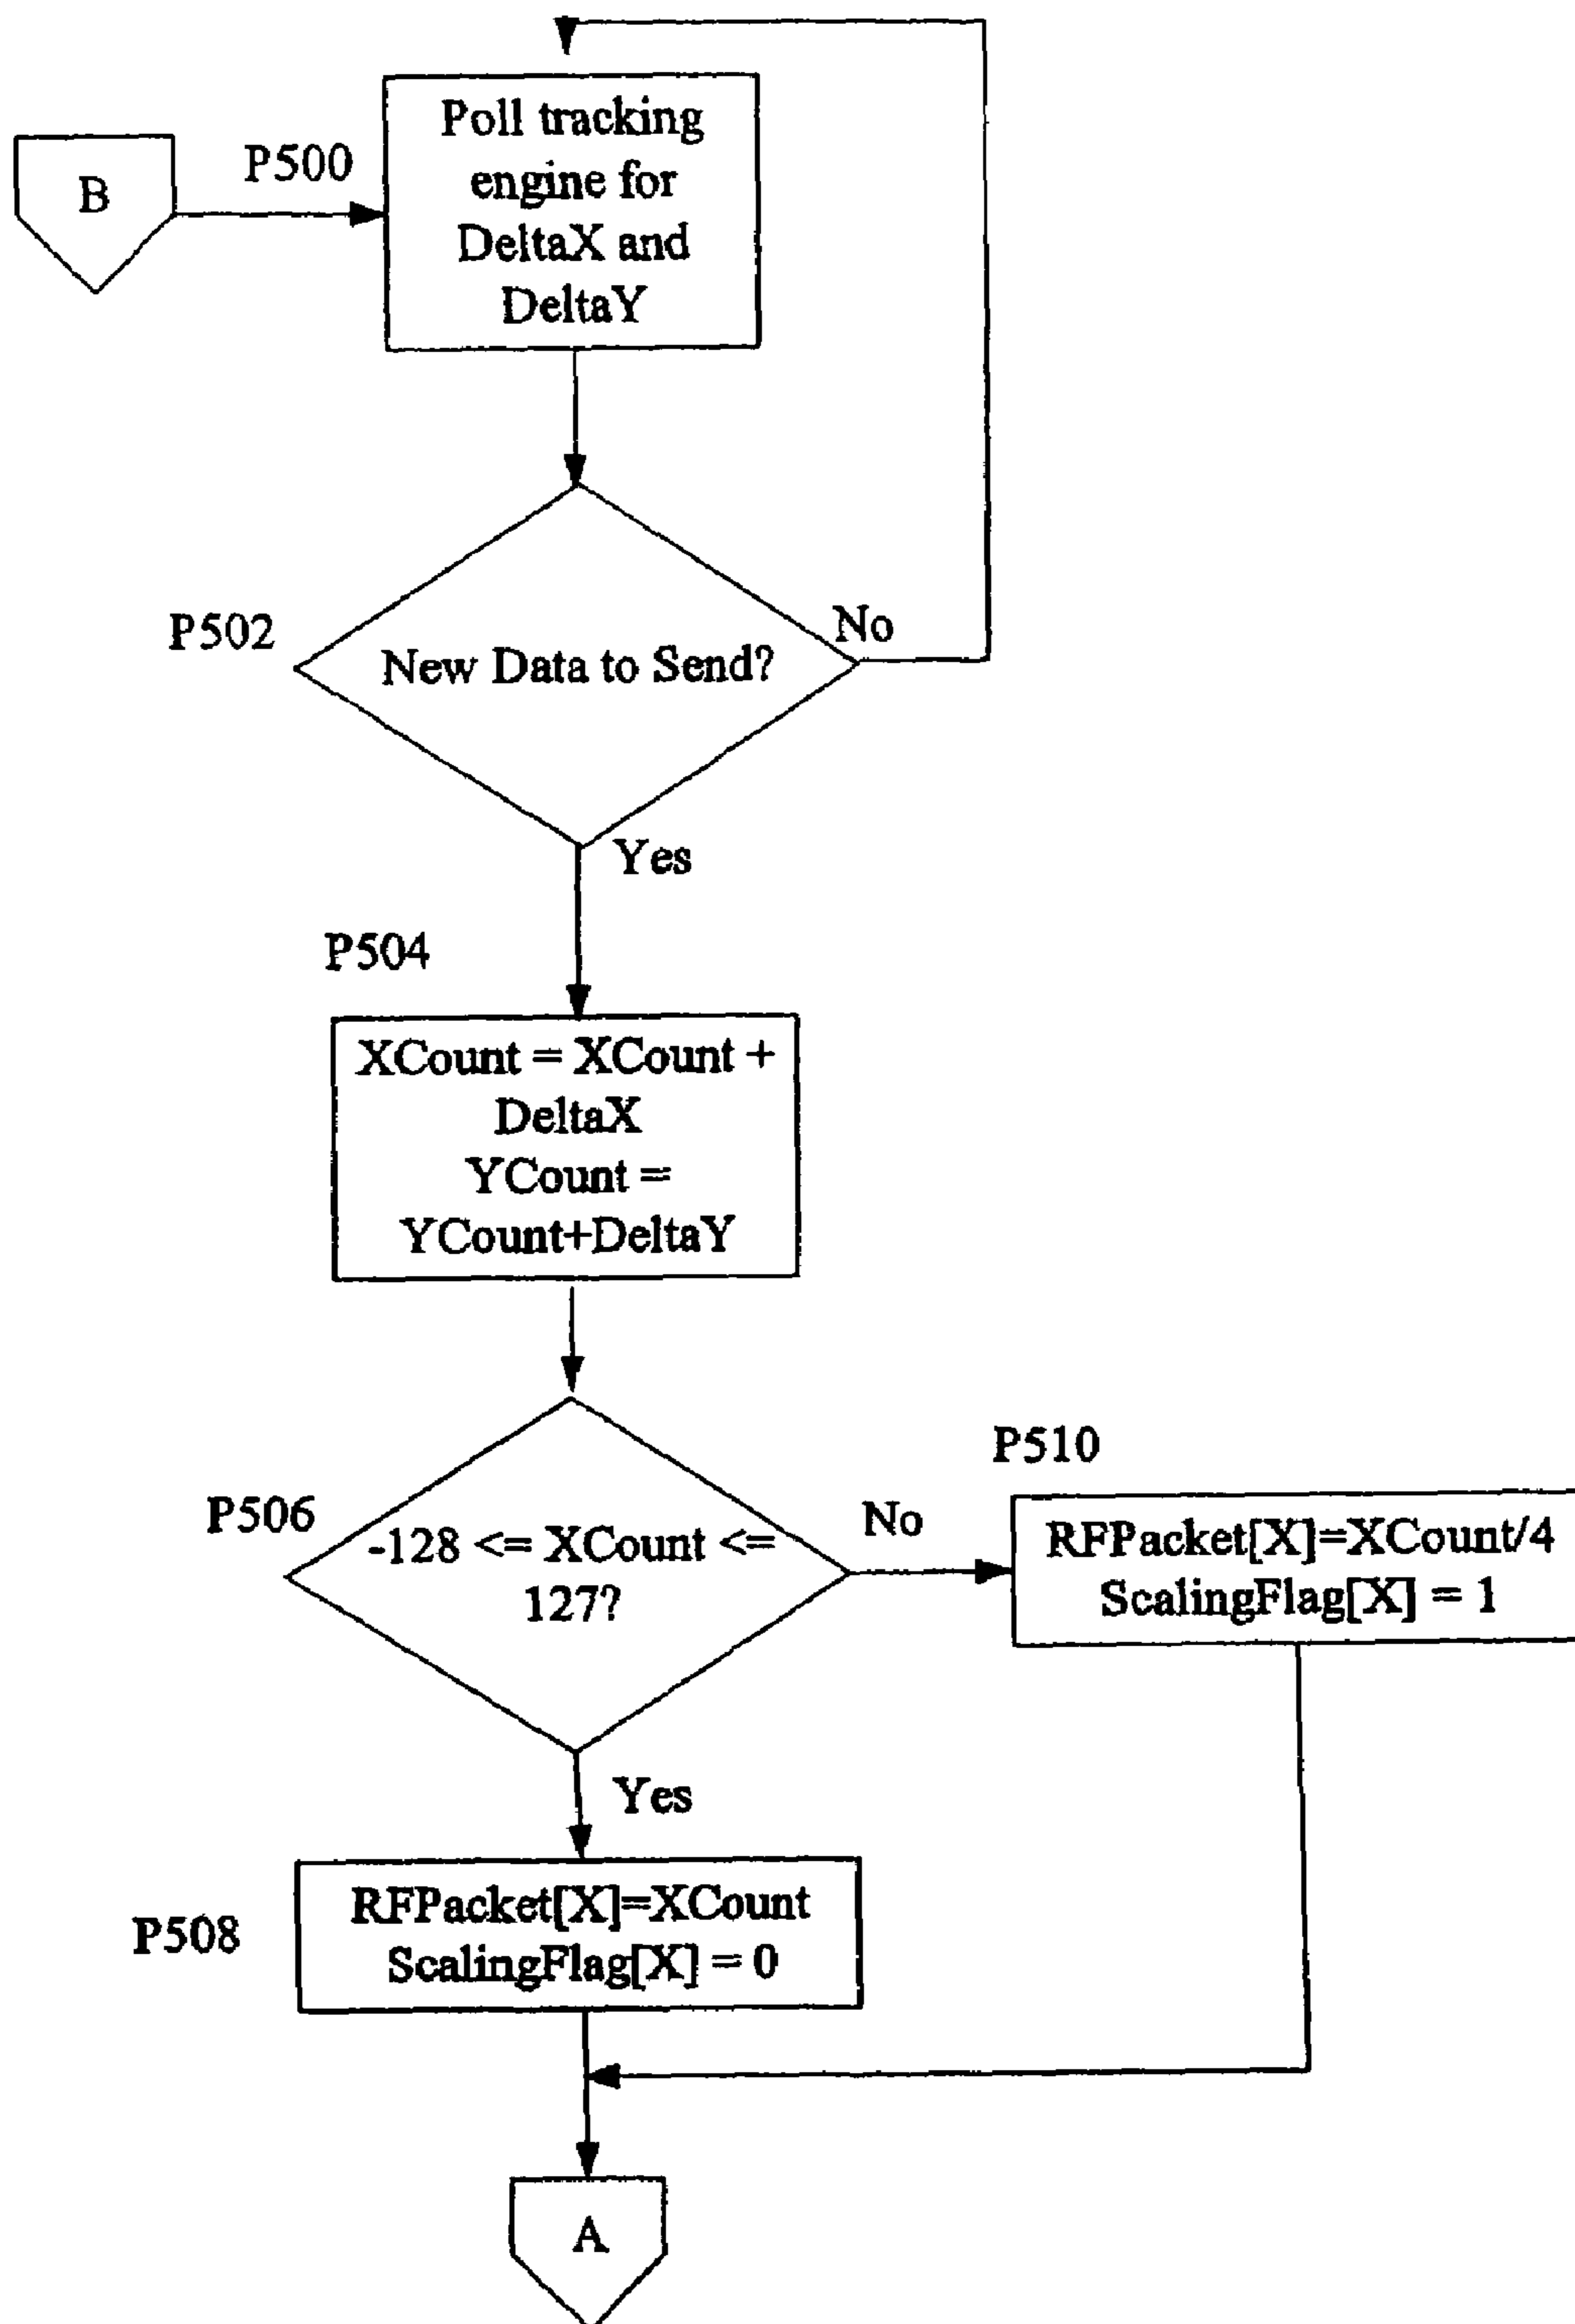 Poll tracking
engine for
DeltaX and
DeltaY
B
P500
P502
New Data to Send?
No
Yes
P504
XCount = XCount +
DeltaX
YCount =
YCount+DeltaY
P506
-128 <= XCount <=
127?
No
P510
RFPacket[X]=XCount/4
ScalingFlag[X] = 1
Yes
P508
RFPacket[X]=XCount
ScalingFlag[X] = 0
A